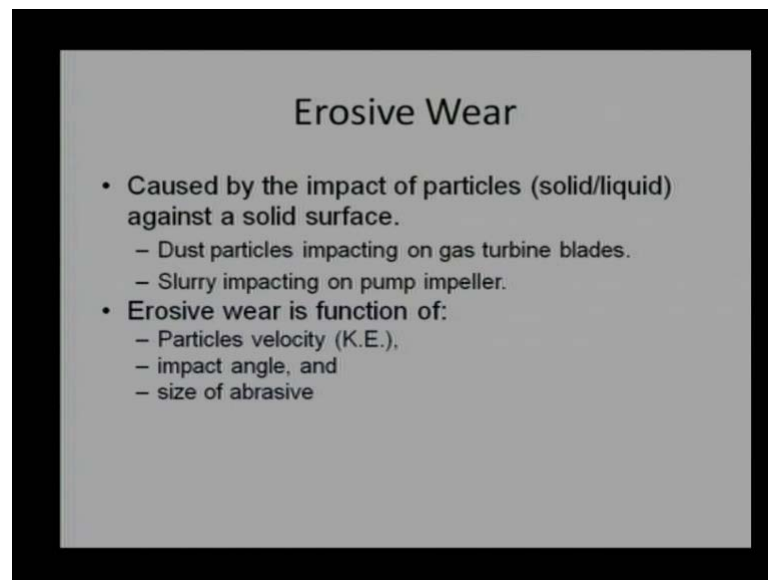 Erosive Wear
• Caused by the impact of particles (solid/liquid)
against a solid surface.
– Dust particles impacting on gas turbine blades.
– Slurry impacting on pump impeller.
• Erosive wear is function of:
– Particles velocity (K.E.),
– impact angle, and
– size of abrasive